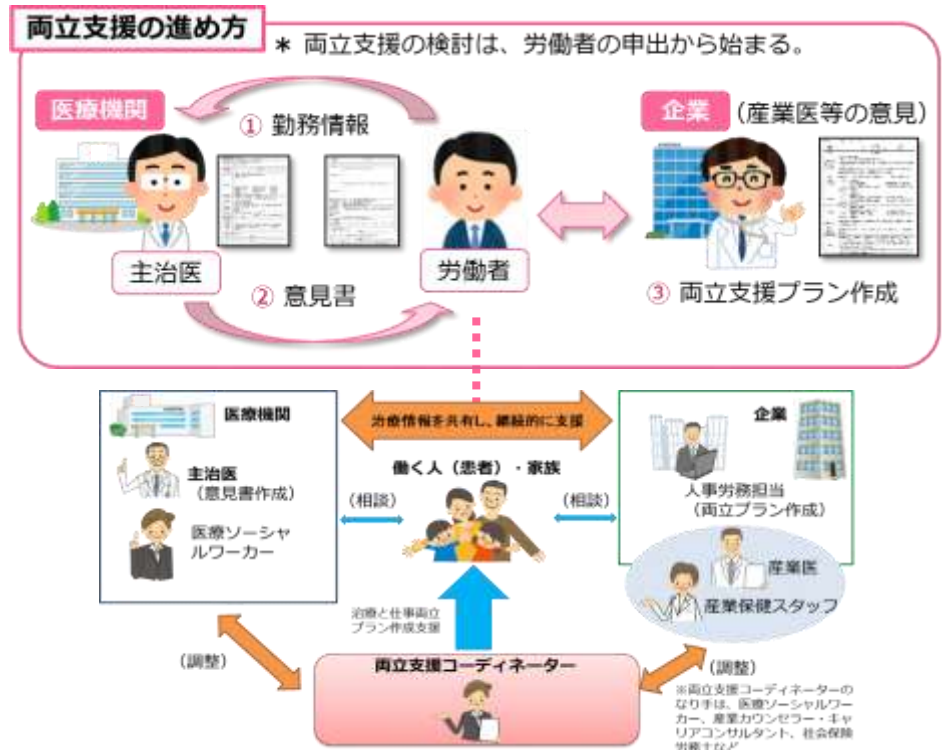 両立支援の進め方
* 両立支援の検討は、労働者の申出から始まる。
医療機関
① 勤務情報
企業
(産業医等の意見)
主治医
労働者
② 意見書
③ 両立支援プラン作成
医療機関
治療情報を共有し、継続的に支援
企業
主治医
(意見書作成)
働く人(患者)・家族
(相談)
(相談)
人事労務担当
(両立プラン作成)
医療ソーシャ
ルワーカー
産業医
産業保健スタッフ
治療と仕事両立
プラン作成支援
両立支援コーディネーター
(調整)
(調整)
※両立支援コーディネーターの
なり手は、医療ソーシャルワー
カー、産業カウンセラー・キャ
リアコンサルタント、社会保険
労務士など